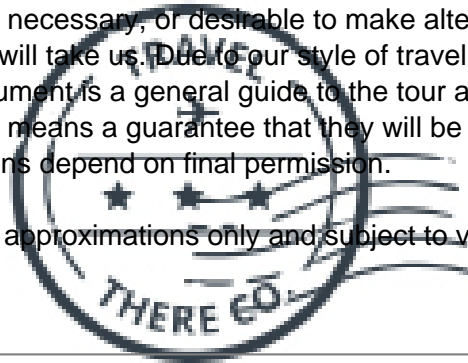 necessary, or desirable to make alte
will take us. Due to our style of travel
ument is a general guide to the tour a
means a guarantee that they will be
ns depend on final permission.
approximations only and subject to v
TRAVEL
THERE CO.